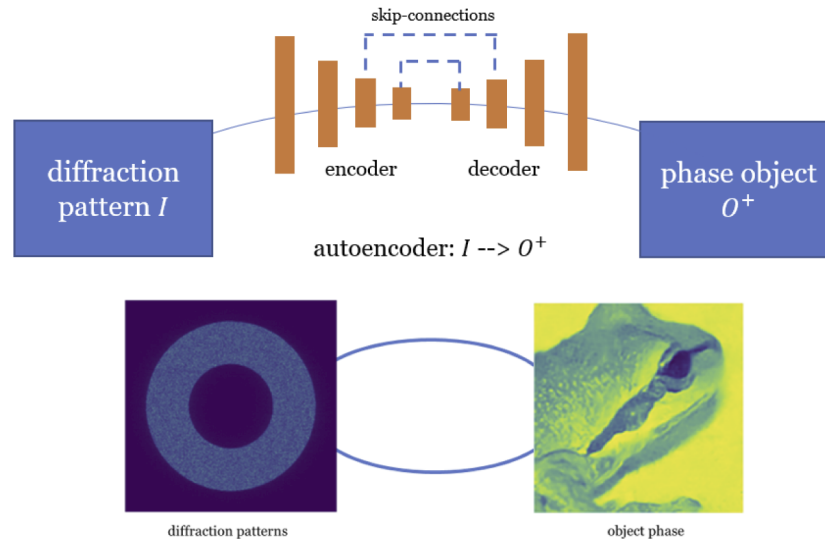 skip-connections
encoder
decoder
diffraction
pattern I
phase object
O⁺
autoencoder: I --> O⁺
diffraction patterns
object phase